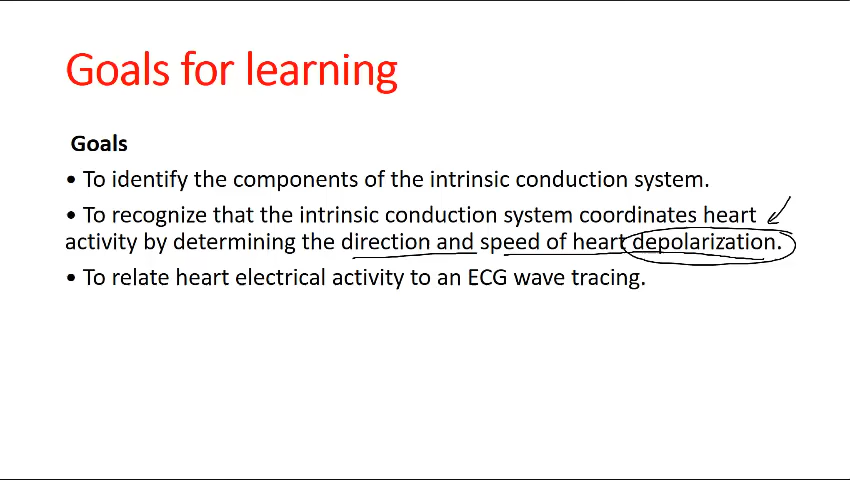 Goals for learning
Goals
• To identify the components of the intrinsic conduction system.
• To recognize that the intrinsic conduction system coordinates heart
activity by determining the direction and speed of heart depolarization.
• To relate heart electrical activity to an ECG wave tracing.